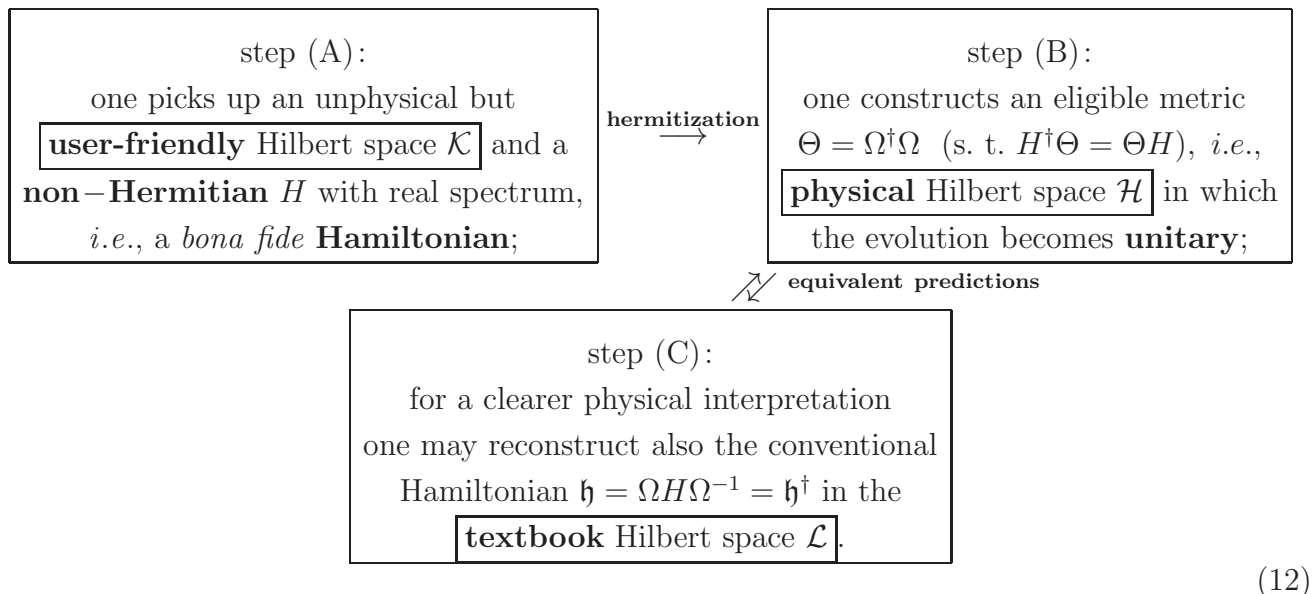 step (A):
one picks up an unphysical but
user-friendly Hilbert space 𝒦 and a
non−Hermitian H with real spectrum,
i.e., a bona fide Hamiltonian;
hermitization
⟶
step (B):
one constructs an eligible metric
Θ = Ω†Ω (s. t. H†Θ = ΘH), i.e.,
physical Hilbert space ℋ in which
the evolution becomes unitary;
⇗⇙ equivalent predictions
step (C):
for a clearer physical interpretation
one may reconstruct also the conventional
Hamiltonian 𝔥 = ΩHΩ⁻¹ = 𝔥† in the
textbook Hilbert space ℒ.
(12)